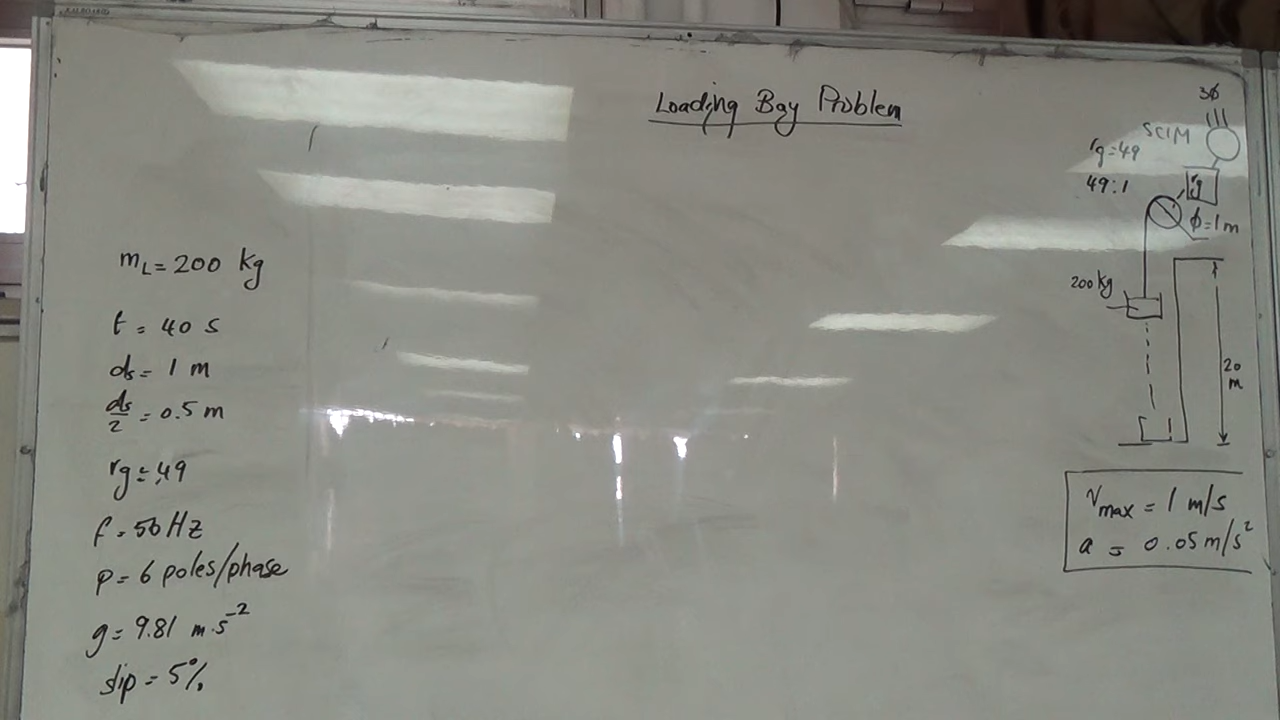 Loading Bay Problem
mL = 200 kg
t = 40 s
ds = 1 m
ds/2 = 0.5 m
rg = 49
f = 50 Hz
p = 6 poles/phase
g = 9.81 m.s⁻²
slip = 5%
3ϕ
SCIM
rg = 49
49:1
rg
ϕ = 1m
200 kg
20 m
Vmax = 1 m/s
a = 0.05 m/s²